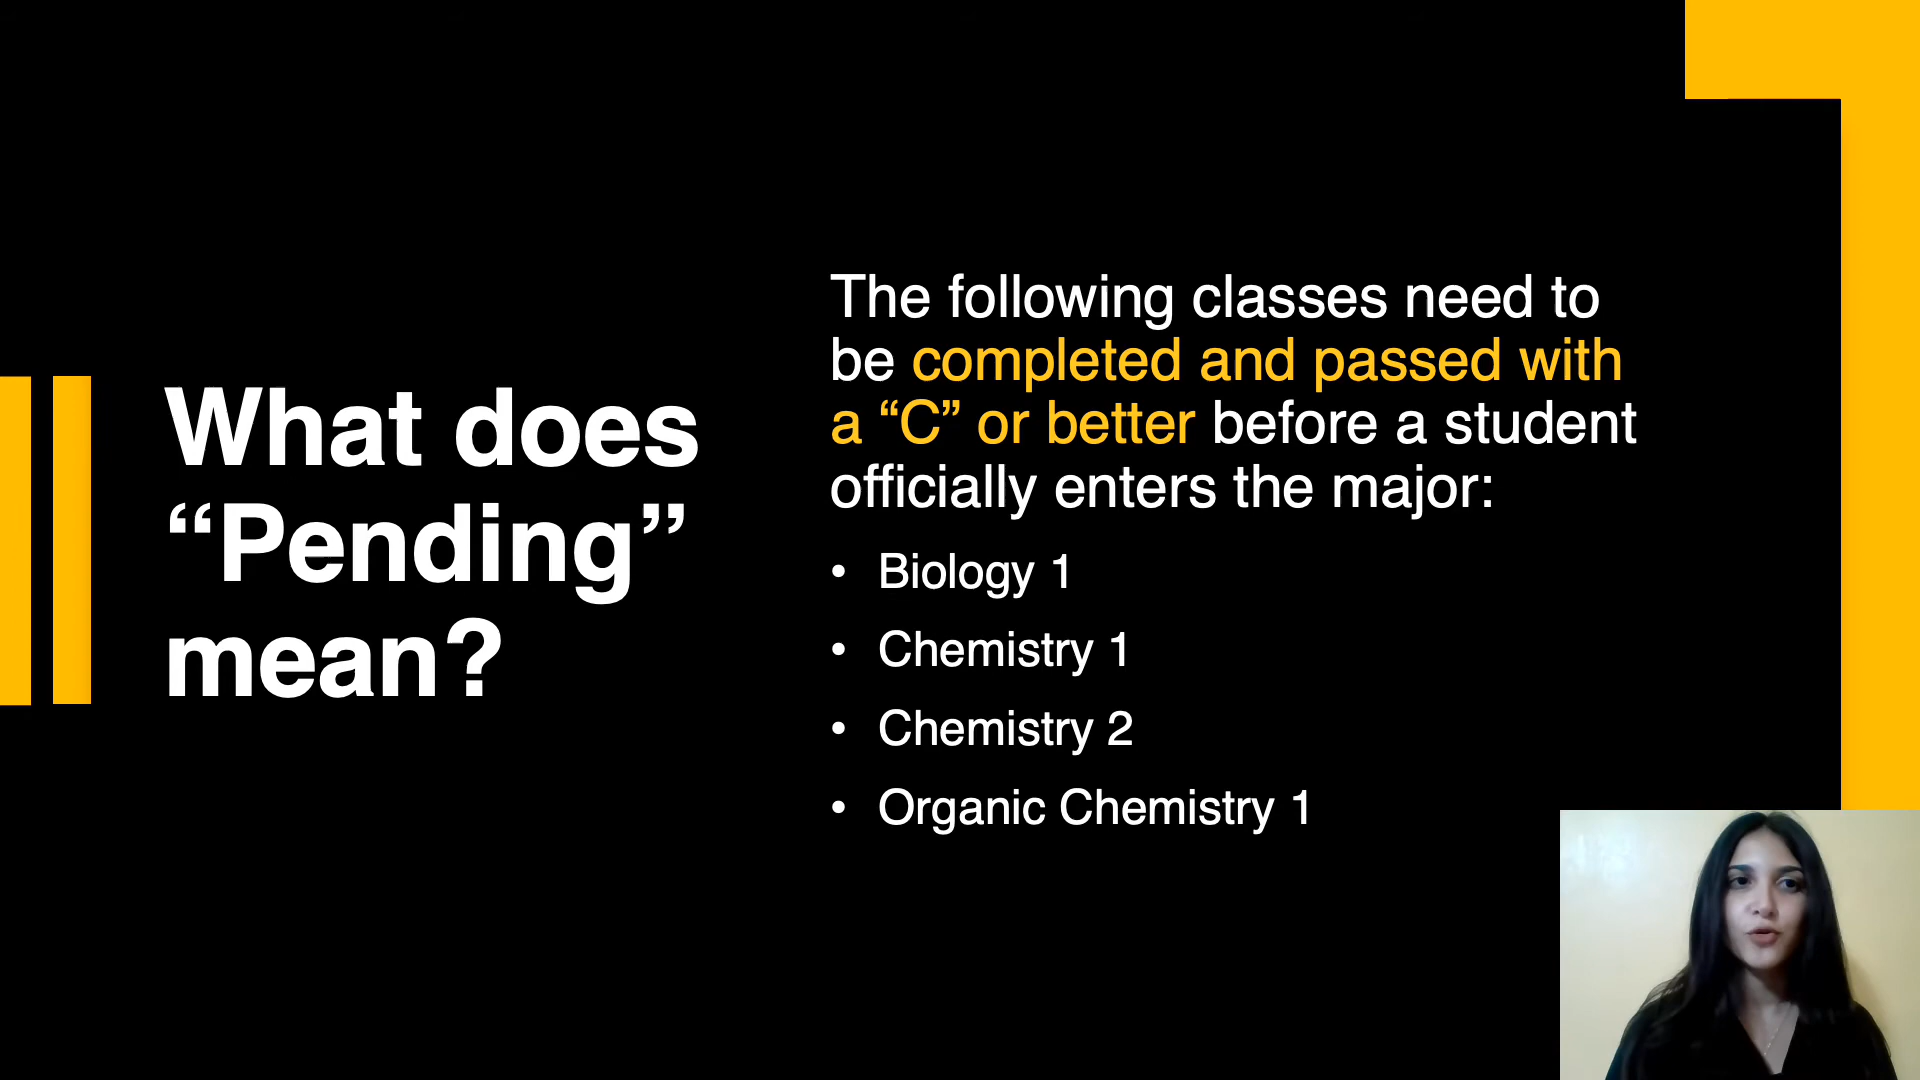 What does
“Pending”
mean?
The following classes need to
be completed and passed with
a “C” or better before a student
officially enters the major:
• Biology 1
• Chemistry 1
• Chemistry 2
• Organic Chemistry 1